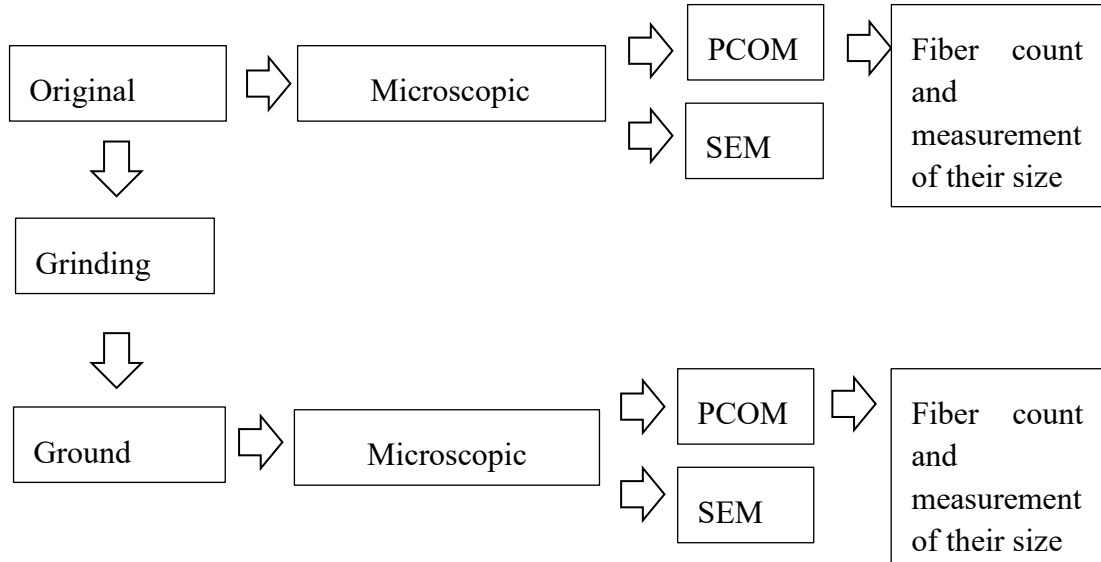 Original
Microscopic
PCOM
SEM
Fiber count
and
measurement
of their size
Grinding
Ground
Microscopic
PCOM
SEM
Fiber count
and
measurement
of their size